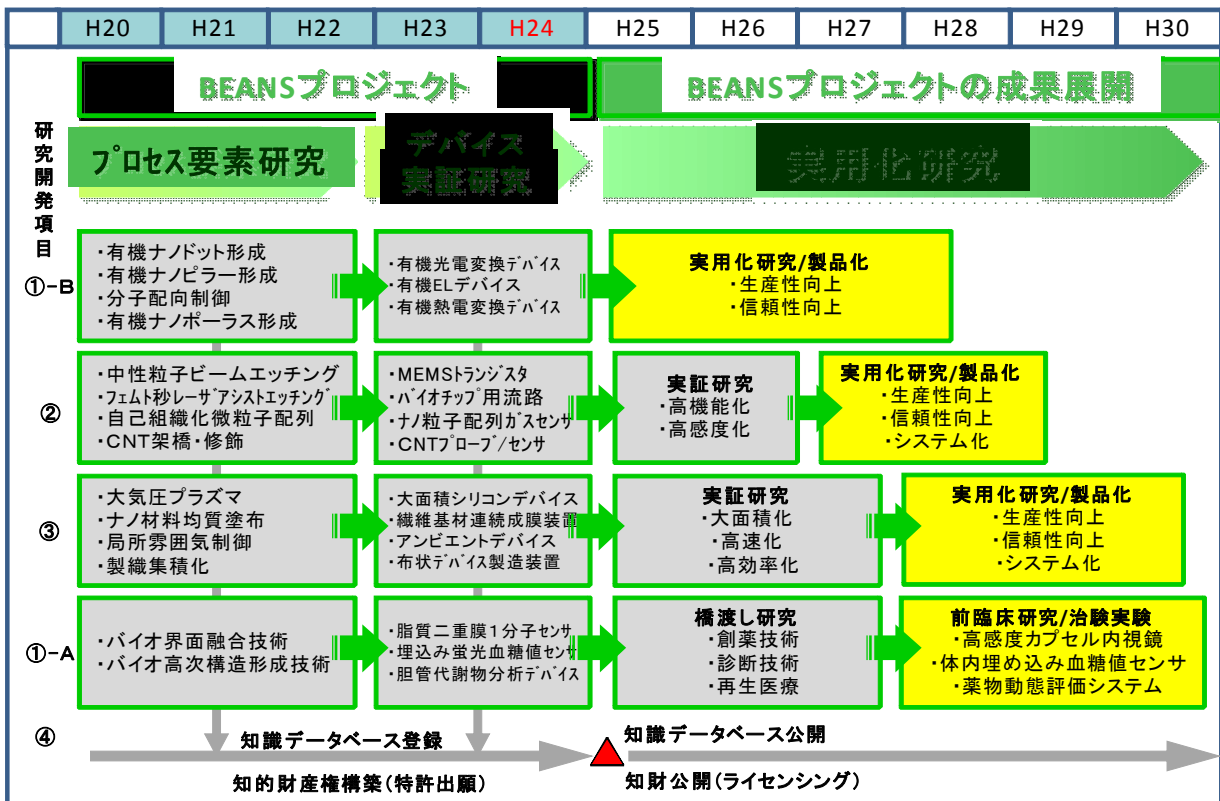 H20 H21 H22 H23 H24 H25 H26 H27 H28 H29 H30
BEANSプロジェクト
BEANSプロジェクトの成果展開
研究開発項目
プロセス要素研究
デバイス
実証研究
実用化研究
①-B
・有機ナノドット形成
・有機ナノピラー形成
・分子配向制御
・有機ナノポーラス形成
・有機光電変換デバイス
・有機ELデバイス
・有機熱電変換デバイス
実用化研究/製品化
・生産性向上
・信頼性向上
②
・中性粒子ビームエッチング
・フェムト秒レーザアシストエッチング
・自己組織化微粒子配列
・CNT架橋・修飾
・MEMSトランジスタ
・バイオチップ用流路
・ナノ粒子配列ガスセンサ
・CNTプローブ/センサ
実証研究
・高機能化
・高感度化
実用化研究/製品化
・生産性向上
・信頼性向上
・システム化
③
・大気圧プラズマ
・ナノ材料均質塗布
・局所雰囲気制御
・製織集積化
・大面積シリコンデバイス
・繊維基材連続成膜装置
・アンビエントデバイス
・布状デバイス製造装置
実証研究
・大面積化
・高速化
・高効率化
実用化研究/製品化
・生産性向上
・信頼性向上
・システム化
①-A
・バイオ界面融合技術
・バイオ高次構造形成技術
・脂質二重膜1分子センサ
・埋込み蛍光血糖値センサ
・胆管代謝物分析デバイス
橋渡し研究
・創薬技術
・診断技術
・再生医療
前臨床研究/治験実験
・高感度カプセル内視鏡
・体内埋め込み血糖値センサ
・薬物動態評価システム
④
知識データベース登録
知的財産権構築(特許出願)
知識データベース公開
知財公開(ライセンシング)